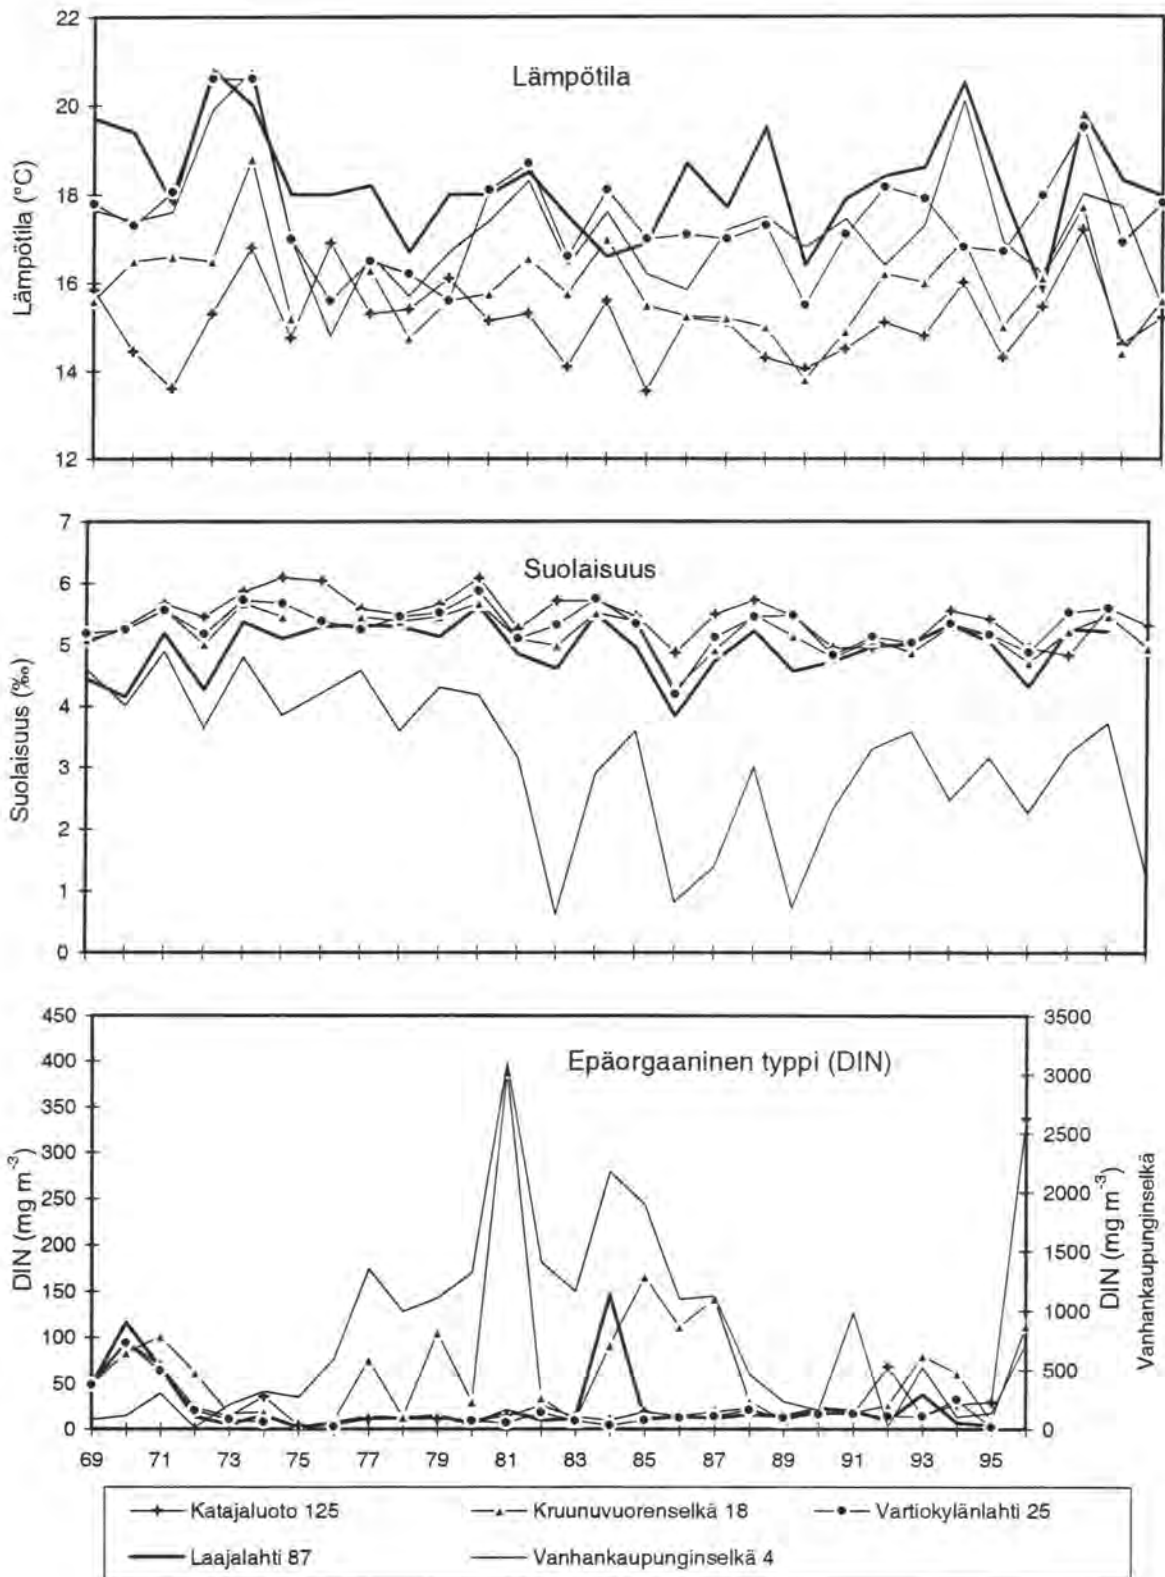 Lämpötila
Lämpötila (°C)
22
20
18
16
14
12
Suolaisuus
Suolaisuus (‰)
7
6
5
4
3
2
1
0
Epäorgaaninen typpi (DIN)
DIN (mg m⁻³)
450
400
350
300
250
200
150
100
50
0
3500
3000
2500
2000
1500
1000
500
0
DIN (mg m⁻³)
Vanhankaupunginselkä
69 71 73 75 77 79 81 83 85 87 89 91 93 95
Katajaluoto 125 Kruunuvuorenselkä 18 Vartiokylänlahti 25
Laajalahti 87 Vanhankaupunginselkä 4